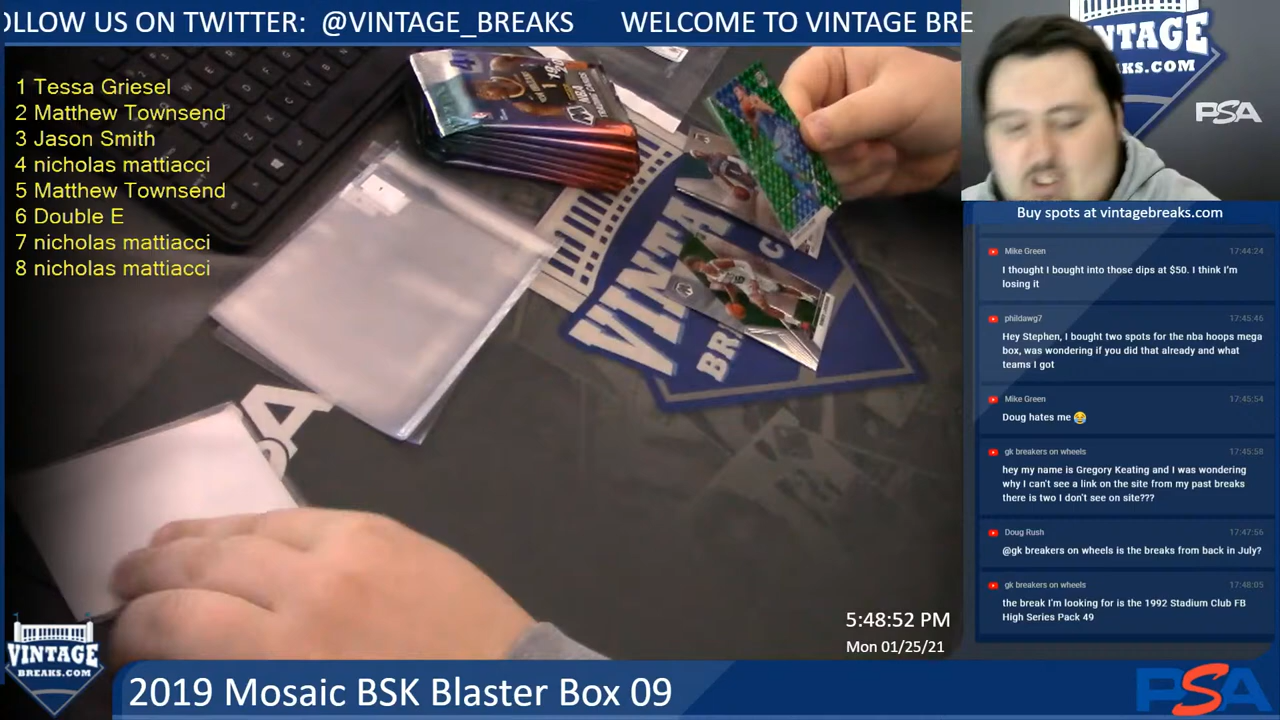 OLLOW US ON TWITTER: @VINTAGE_BREAKS WELCOME TO VINTAGE BRE
NTAGE
KS.COM
PSA
1 Tessa Griesel
2 Matthew Townsend
3 Jason Smith
4 nicholas mattiacci
5 Matthew Townsend
6 Double E
7 nicholas mattiacci
8 nicholas mattiacci
NBA
VINTA
BR
C
A
Buy spots at vintagebreaks.com
Mike Green 17:44:24
I thought I bought into those dips at $50. I think I'm
losing it
phildawg7 17:45:46
Hey Stephen, I bought two spots for the nba hoops mega
box, was wondering if you did that already and what
teams I got
Mike Green 17:45:54
Doug hates me 😂
gk breakers on wheels 17:45:58
hey my name is Gregory Keating and I was wondering
why I can't see a link on the site from my past breaks
there is two I don't see on site???
Doug Rush 17:47:56
@gk breakers on wheels is the breaks from back in July?
gk breakers on wheels 17:48:05
the break I'm looking for is the 1992 Stadium Club FB
High Series Pack 49
5:48:52 PM
Mon 01/25/21
VINTAGE
BREAKS.COM
2019 Mosaic BSK Blaster Box 09
PSA